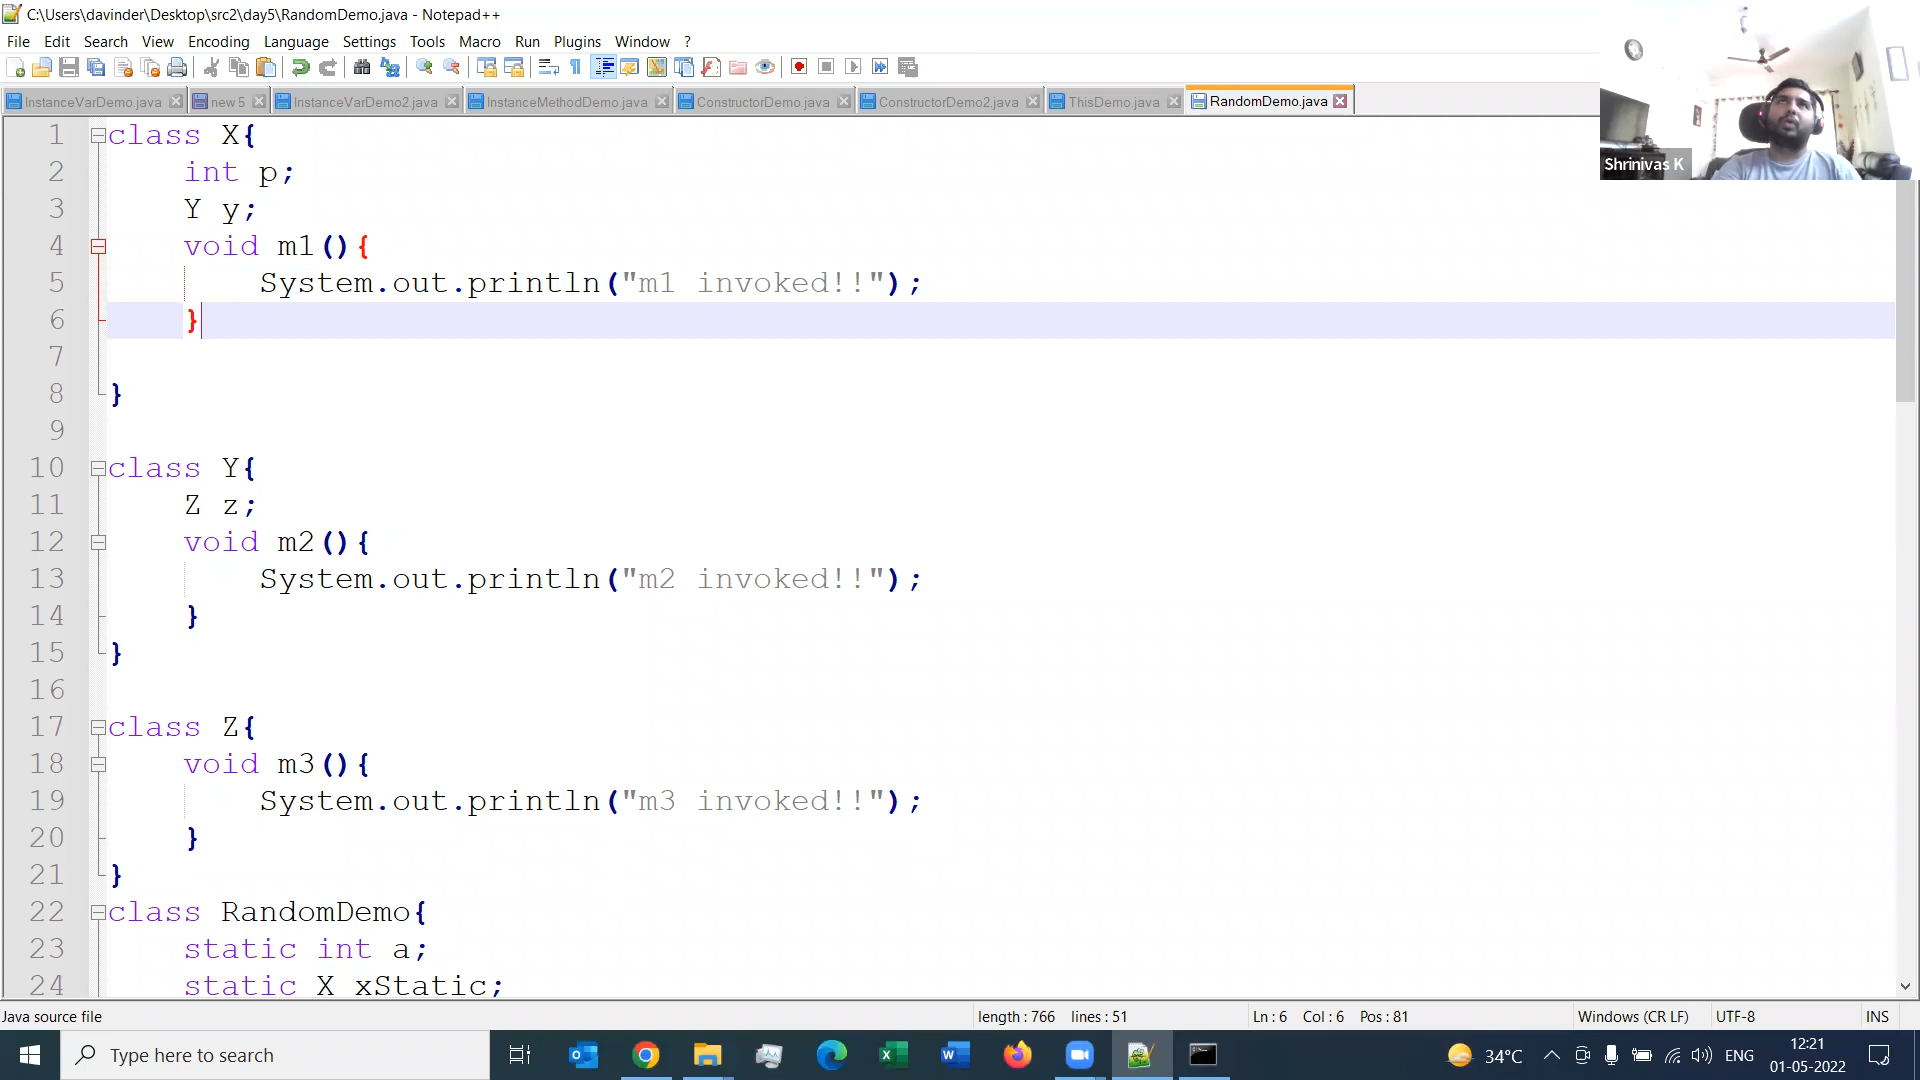 C:\Users\davinder\Desktop\src2\day5\RandomDemo.java - Notepad++
File Edit Search View Encoding Language Settings Tools Macro Run Plugins Window ?
InstanceVarDemo.java new 5 InstanceVarDemo2.java InstanceMethodDemo.java ConstructorDemo.java ConstructorDemo2.java ThisDemo.java RandomDemo.java
Shrinivas K
1 class X{
2 int p;
3 Y y;
4 void m1(){
5 System.out.println("m1 invoked!!");
6 }
7
8 }
9
10 class Y{
11 Z z;
12 void m2(){
13 System.out.println("m2 invoked!!");
14 }
15 }
16
17 class Z{
18 void m3(){
19 System.out.println("m3 invoked!!");
20 }
21 }
22 class RandomDemo{
23 static int a;
24 static X xStatic;
Java source file length : 766 lines : 51 Ln : 6 Col : 6 Pos : 81 Windows (CR LF) UTF-8 INS
Type here to search 34°C ENG 12:21
01-05-2022